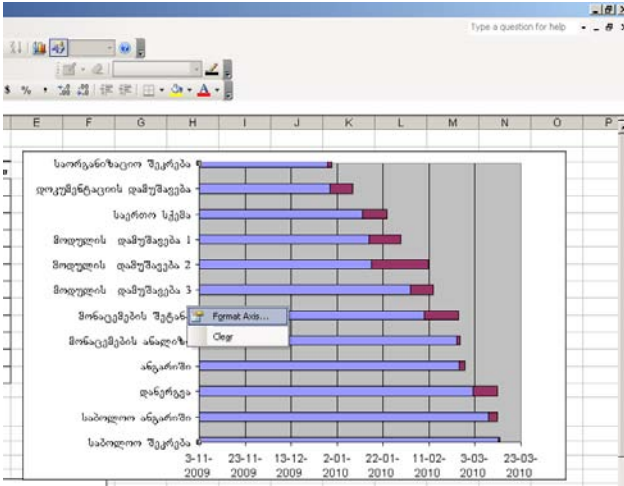 Type a question for help
$ % ,
E F G H I J K L M N O P
საორგანიზაციო შეკრება
დოკუმენტაციის დამუშავება
საერთო სქემა
მოდულის დამუშავება 1
მოდულის დამუშავება 2
მოდულის დამუშავება 3
მონაცემების შეტანა
Format Axis...
Clear
მონაცემების ანალიზი
ანგარიში
დანერგვა
საბოლოო ანგარიში
საბოლოო შეკრება
3-11-2009 23-11-2009 13-12-2009 2-01-2010 22-01-2010 11-02-2010 3-03-2010 23-03-2010